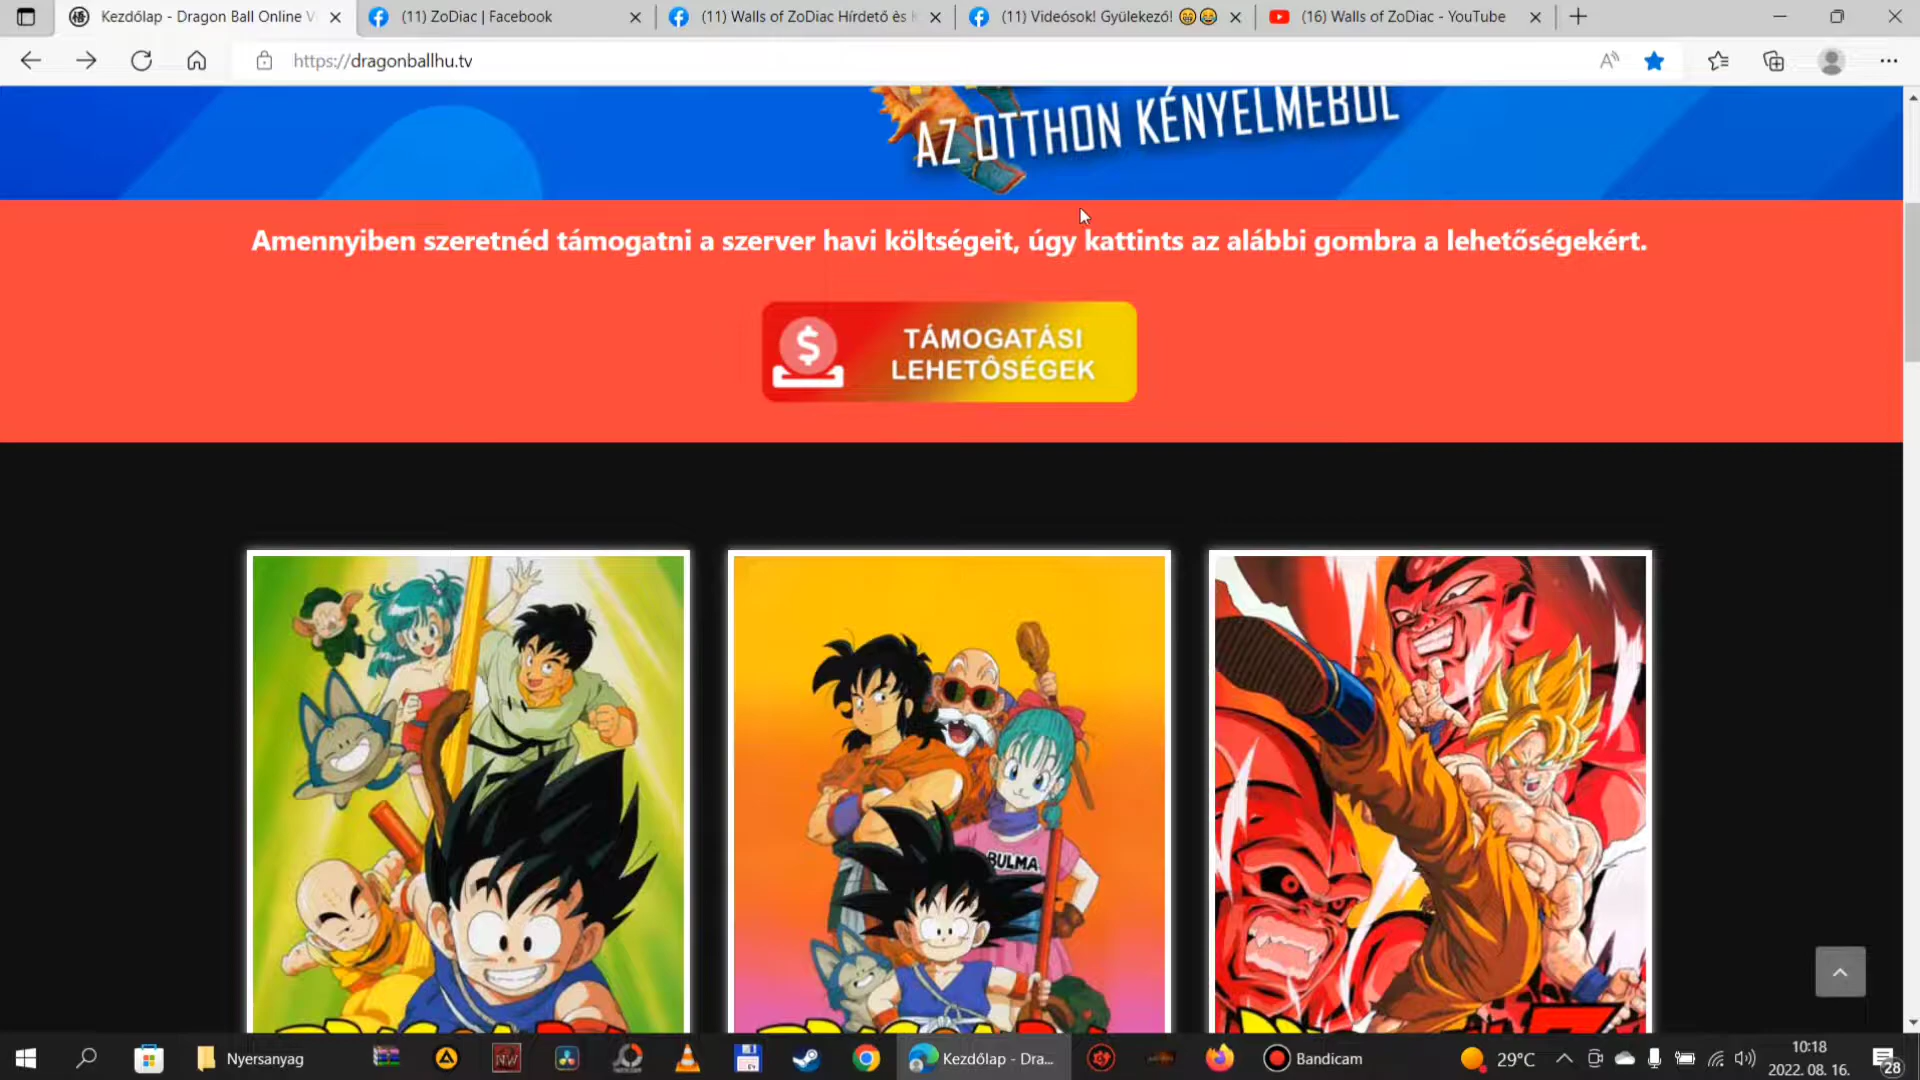 Kezdőlap - Dragon Ball Online V
(11) ZoDiac | Facebook
(11) Walls of ZoDiac Hírdető és
(11) Videósok! Gyülekező! 😁😂
(16) Walls of ZoDiac - YouTube
https://dragonballhu.tv
AZ OTTHON KÉNYELMÉBŐL
Amennyiben szeretnéd támogatni a szerver havi költségeit, úgy kattints az alábbi gombra a lehetőségekért.
$
TÁMOGATÁSI
LEHETÔSÉGEK
BULMA
Nyersanyag
NW
Kezdőlap - Dra...
Bandicam
29°C
10:18
2022. 08. 16.
28